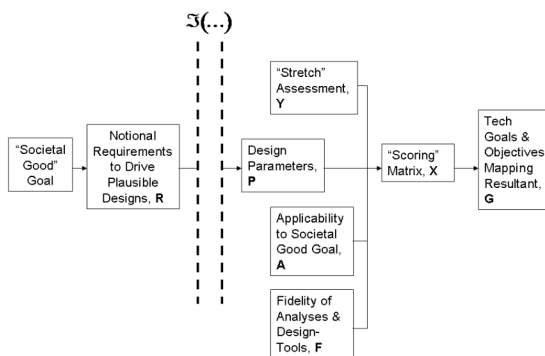 ℑ(...)
"Societal
Good"
Goal
Notional
Requirements
to Drive
Plausible
Designs, R
"Stretch"
Assessment,
Y
Design
Parameters,
P
Applicability
to Societal
Good Goal,
A
Fidelity of
Analyses &
Design-
Tools, F
"Scoring"
Matrix, X
Tech
Goals &
Objectives
Mapping
Resultant,
G